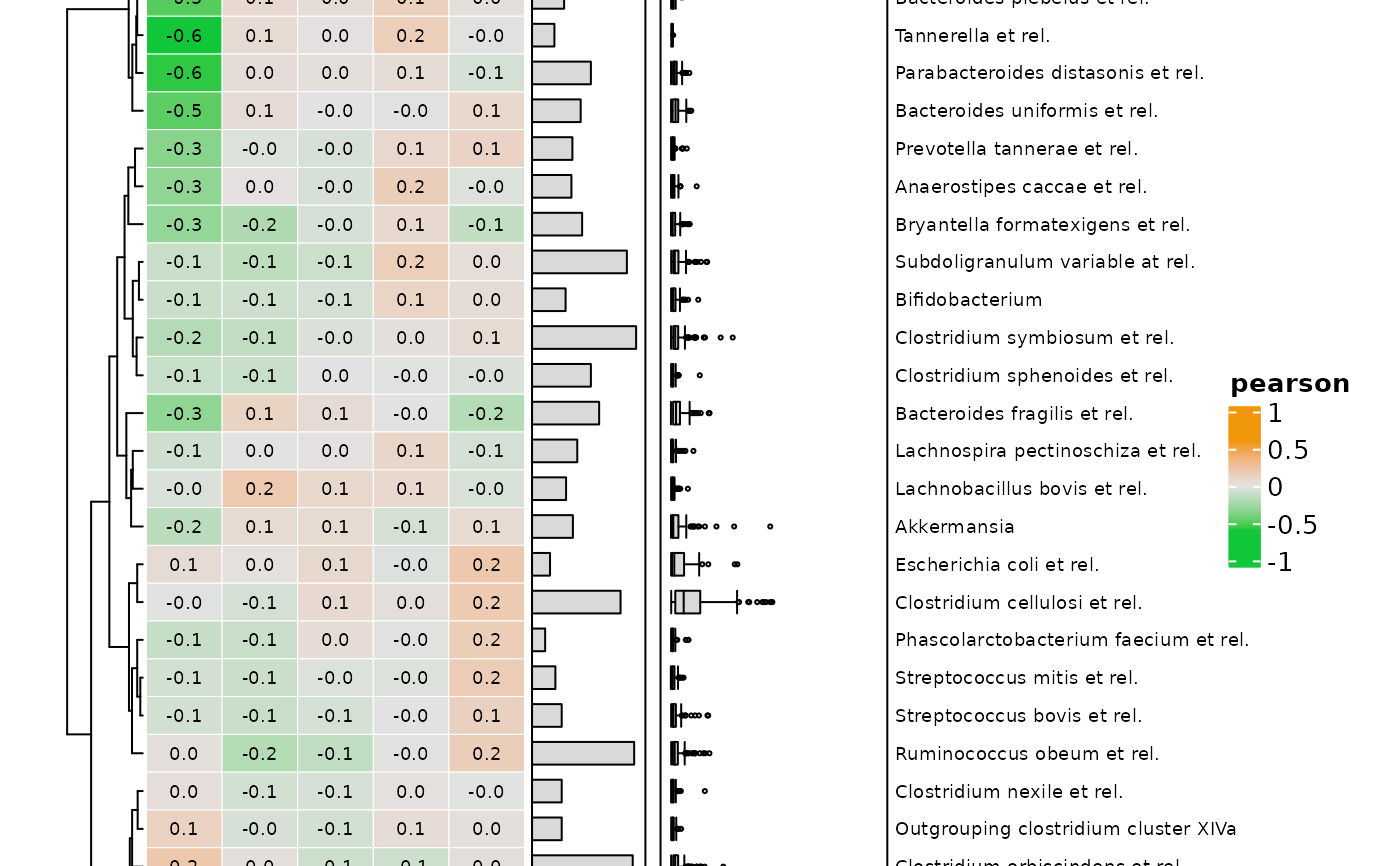 -0.6 0.1 0.0 0.2 -0.0 Tannerella et rel.
-0.6 0.0 0.0 0.1 -0.1 Parabacteroides distasonis et rel.
-0.5 0.1 -0.0 -0.0 0.1 Bacteroides uniformis et rel.
-0.3 -0.0 -0.0 0.1 0.1 Prevotella tannerae et rel.
-0.3 0.0 -0.0 0.2 -0.0 Anaerostipes caccae et rel.
-0.3 -0.2 -0.0 0.1 -0.1 Bryantella formatexigens et rel.
-0.1 -0.1 -0.1 0.2 0.0 Subdoligranulum variable at rel.
-0.1 -0.1 -0.1 0.1 0.0 Bifidobacterium
-0.2 -0.1 -0.0 0.0 0.1 Clostridium symbiosum et rel.
-0.1 -0.1 0.0 -0.0 -0.0 Clostridium sphenoides et rel.
-0.3 0.1 0.1 -0.0 -0.2 Bacteroides fragilis et rel.
-0.1 0.0 0.0 0.1 -0.1 Lachnospira pectinoschiza et rel.
-0.0 0.2 0.1 0.1 -0.0 Lachnobacillus bovis et rel.
-0.2 0.1 0.1 -0.1 0.1 Akkermansia
0.1 0.0 0.1 -0.0 0.2 Escherichia coli et rel.
-0.0 -0.1 0.1 0.0 0.2 Clostridium cellulosi et rel.
-0.1 -0.1 0.0 -0.0 0.2 Phascolarctobacterium faecium et rel.
-0.1 -0.1 -0.0 -0.0 0.2 Streptococcus mitis et rel.
-0.1 -0.1 -0.1 -0.0 0.1 Streptococcus bovis et rel.
0.0 -0.2 -0.1 -0.0 0.2 Ruminococcus obeum et rel.
0.0 -0.1 -0.1 0.0 -0.0 Clostridium nexile et rel.
0.1 -0.0 -0.1 0.1 0.0 Outgrouping clostridium cluster XIVa
pearson
1
0.5
0
-0.5
-1